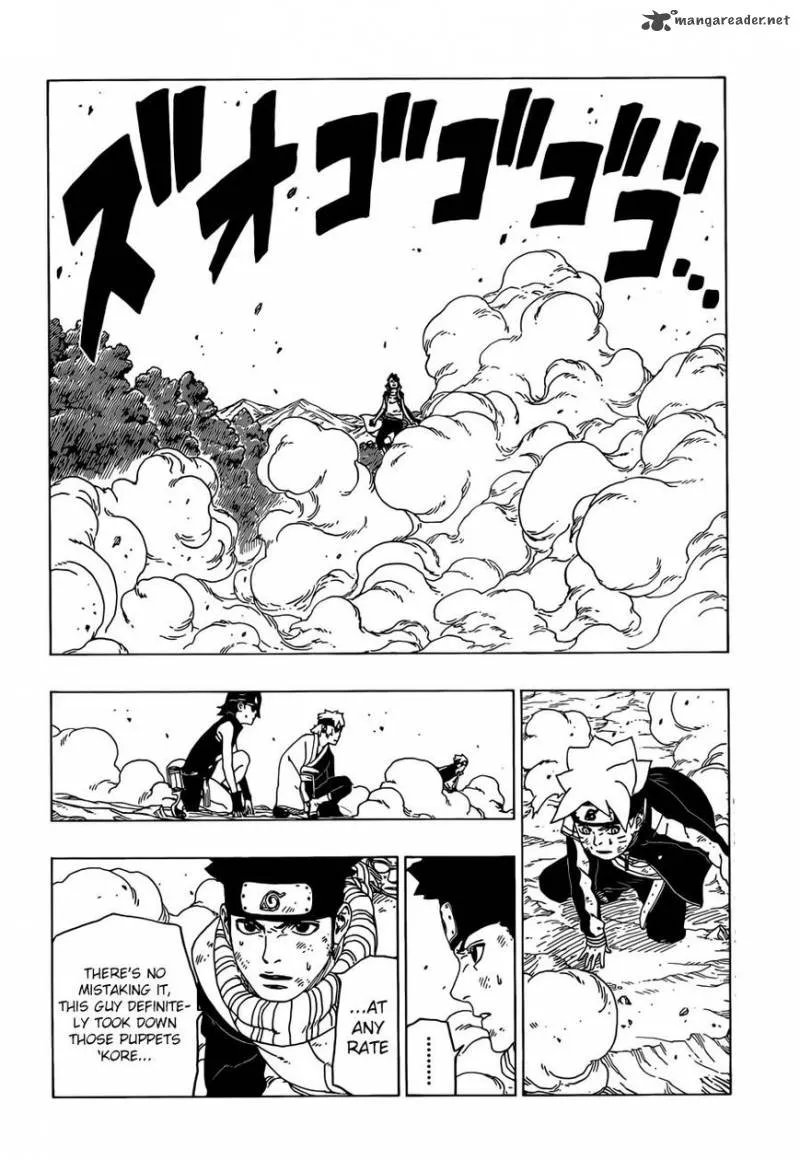 mangareader.net
ズオゴゴゴゴ...
........
...AT
ANY
RATE
THERE'S NO
MISTAKING IT,
THIS GUY DEFINITE-
LY TOOK DOWN
THOSE PUPPETS
'KORE...